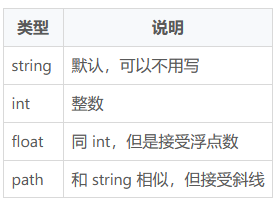 类型 说明
string 默认，可以不用写
int 整数
float 同 int，但是接受浮点数
path 和 string 相似，但接受斜线